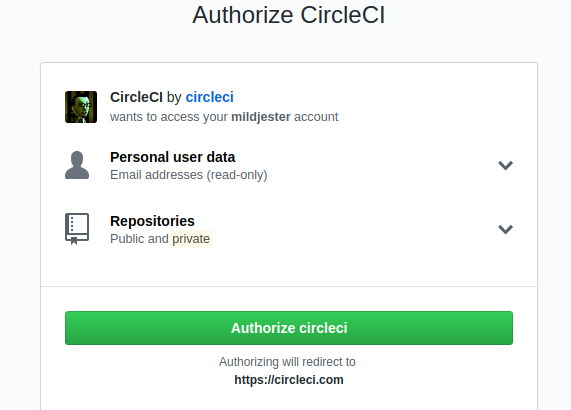 Authorize CircleCI
CircleCI by circleci
wants to access your mildjester account
Personal user data
Email addresses (read-only)
Repositories
Public and private
Authorize circleci
Authorizing will redirect to
https://circleci.com